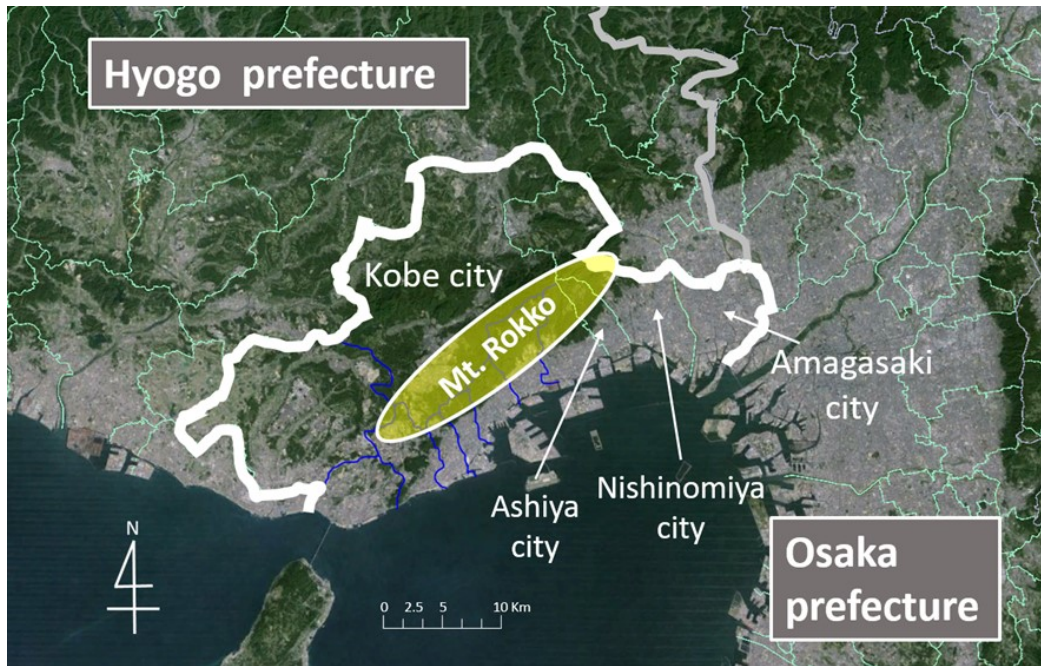 Hyogo prefecture
Kobe city
Mt. Rokko
Amagasaki
city
Ashiya
city
Nishinomiya
city
Osaka
prefecture
N
0 2.5 5 10 Km